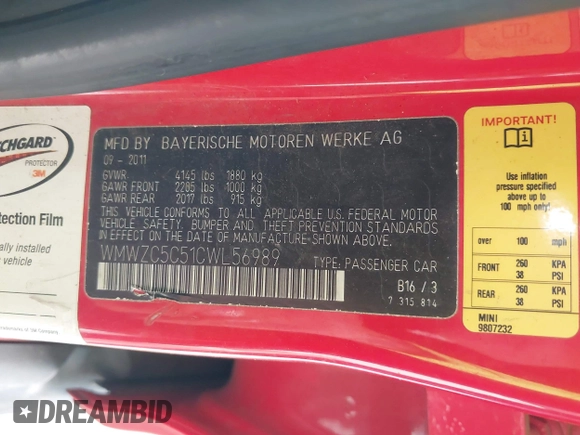 MFD BY BAYERISCHE MOTOREN WERKE AG
09 - 2011
GVWR: 4145 lbs 1880 kg
GAWR FRONT 2205 lbs 1000 kg
GAWR REAR 2017 lbs 915 kg
THIS VEHICLE CONFORMS TO ALL APPLICABLE U.S. FEDERAL MOTOR
VEHICLE SAFETY, BUMPER AND THEFT PREVENTION STANDARDS
IN EFFECT ON THE DATE OF MANUFACTURE SHOWN ABOVE.
WMWZC5C51CWL56989
TYPE: PASSENGER CAR
B16 / 3
7 315 814
CHGARD
PROTECTOR
3M
otection Film
ally installed
IMPORTANT!
Use inflation
pressure specified
above up to
100 mph only!
over 100 mph
FRONT 260 KPA
38 PSI
REAR 260 KPA
38 PSI
MINI
9807232
DREAMBID